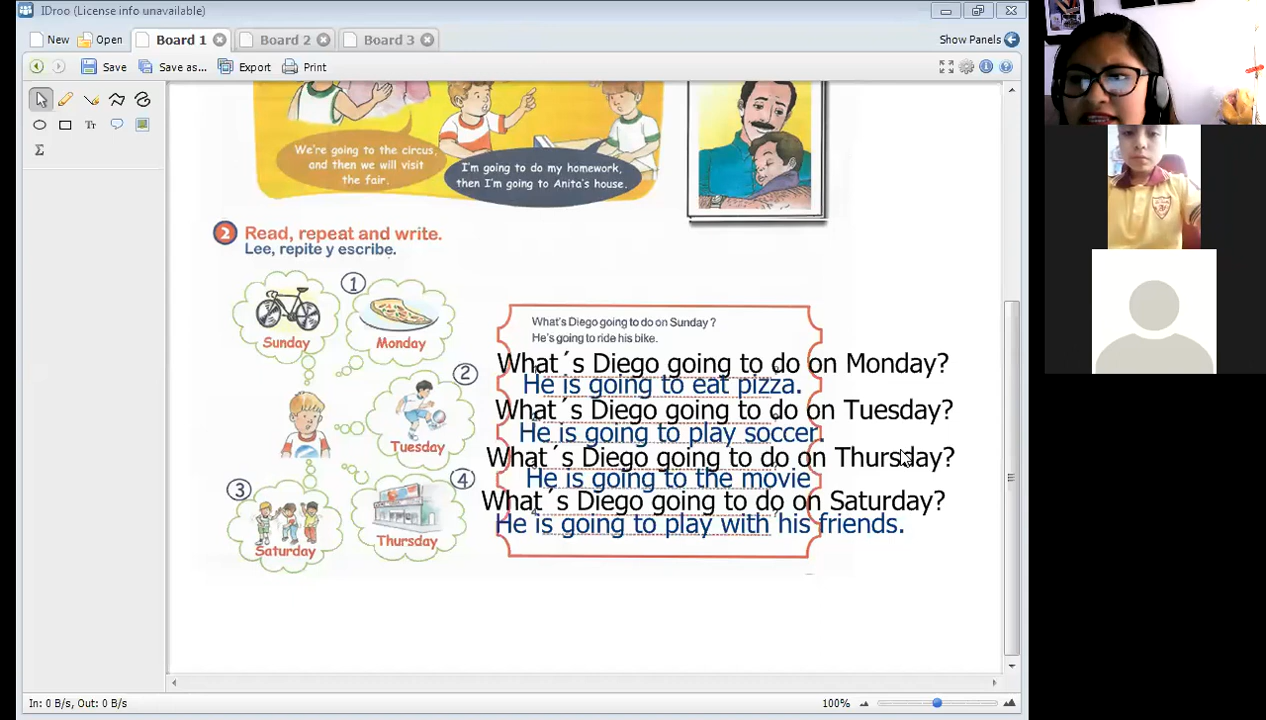 IDroo (License info unavailable)
New
Open
Board 1
Board 2
Board 3
Show Panels
Save
Save as...
Export
Print
Tr
Σ
We're going to the circus,
and then we will visit
the fair.
I'm going to do my homework,
then I'm going to Anita's house.
2 Read, repeat and write.
Lee, repite y escribe.
1
Sunday
Monday
2
Tuesday
3
4
Saturday
Thursday
What's Diego going to do on Sunday ?
He's going to ride his bike.
What´s Diego going to do on Monday?
He is going to eat pizza.
What´s Diego going to do on Tuesday?
He is going to play soccer.
What´s Diego going to do on Thursday?
He is going to the movie
What´s Diego going to do on Saturday?
He is going to play with his friends.
In: 0 B/s, Out: 0 B/s
100%